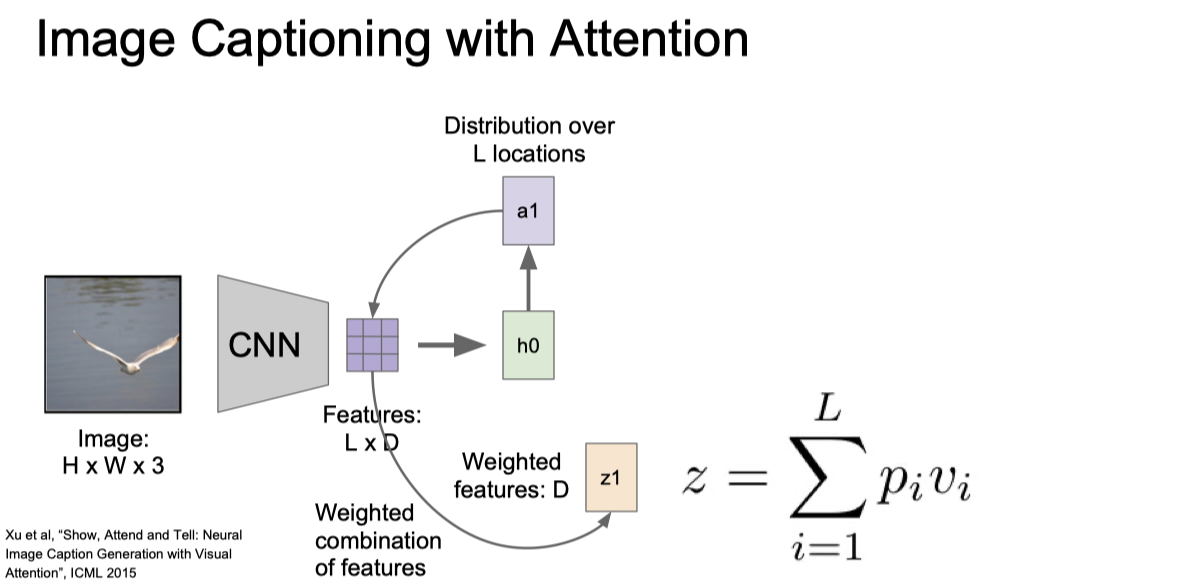 Image Captioning with Attention
Distribution over
L locations
a1
CNN
h0
Features:
L x D
Image:
H x W x 3
Weighted
features: D
z1
Weighted
combination
of features
z = \sum_{i=1}^{L} p_i v_i
Xu et al, “Show, Attend and Tell: Neural
Image Caption Generation with Visual
Attention”, ICML 2015